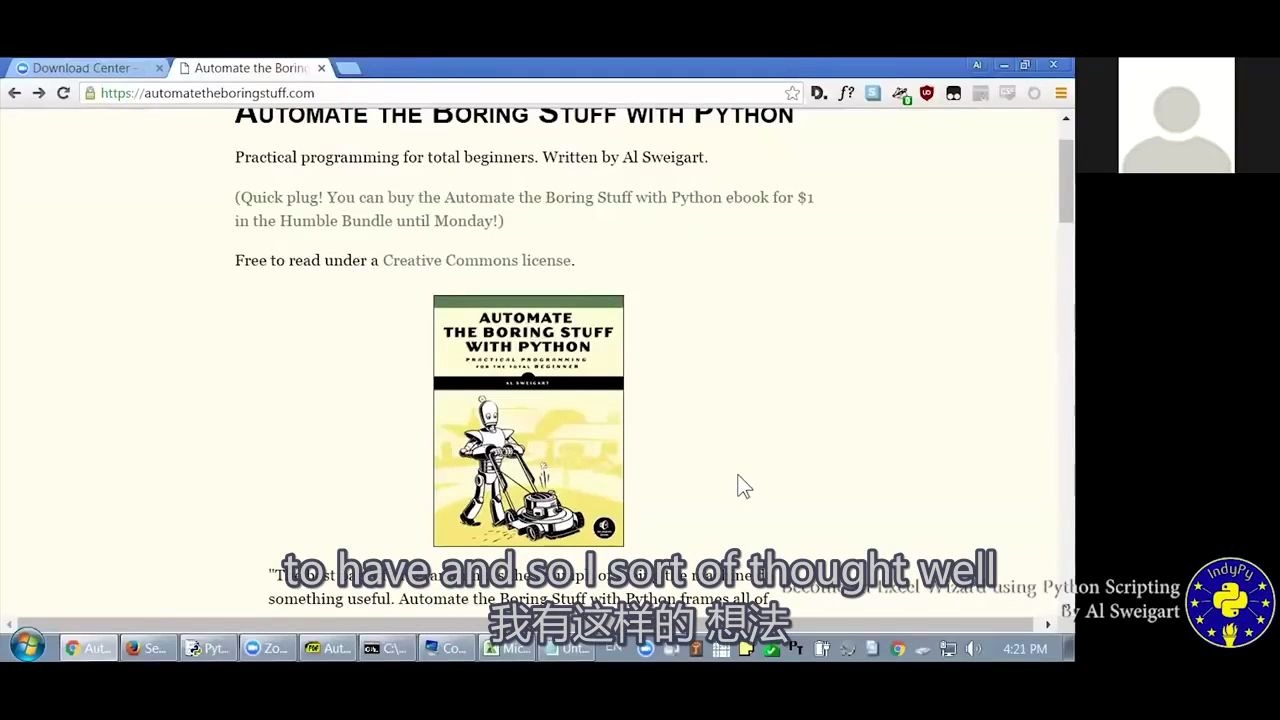 Download Center -
Automate the Borin
https://automatetheboringstuff.com
AUTOMATE THE BORING STUFF WITH PYTHON
Practical programming for total beginners. Written by Al Sweigart.
(Quick plug! You can buy the Automate the Boring Stuff with Python ebook for $1
in the Humble Bundle until Monday!)
Free to read under a Creative Commons license.
AUTOMATE
THE BORING STUFF
WITH PYTHON
PRACTICAL PROGRAMMING
FOR THE TOTAL BEGINNER
AL SWEIGART
to have and so I sort of thought well
something useful. Automate the Boring Stuff with Python frames all of
我有这样的 想法
Excel Wizard using Python Scripting
By Al Sweigart
IndyPy
Aut...
Se...
Pyt...
Zo...
Aut...
C:\...
Co...
Mic...
Unt...
EN
4:21 PM